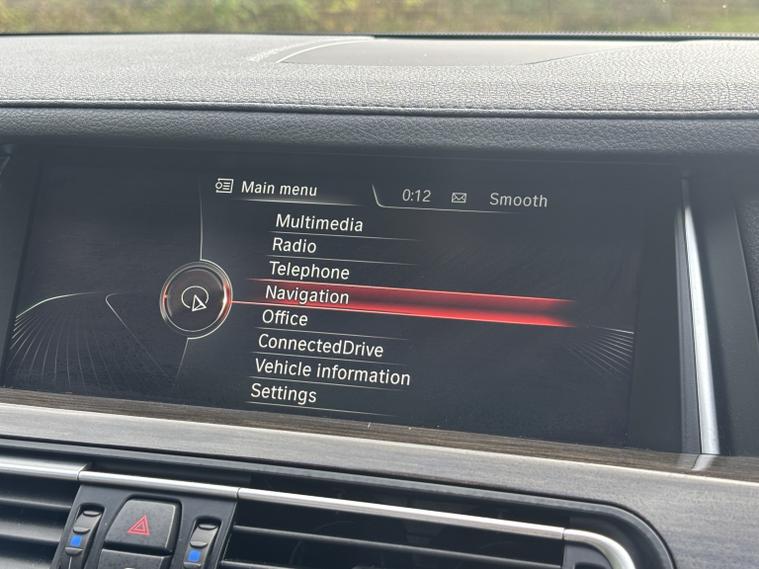 Main menu
0:12
Smooth
Multimedia
Radio
Telephone
Navigation
Office
ConnectedDrive
Vehicle information
Settings